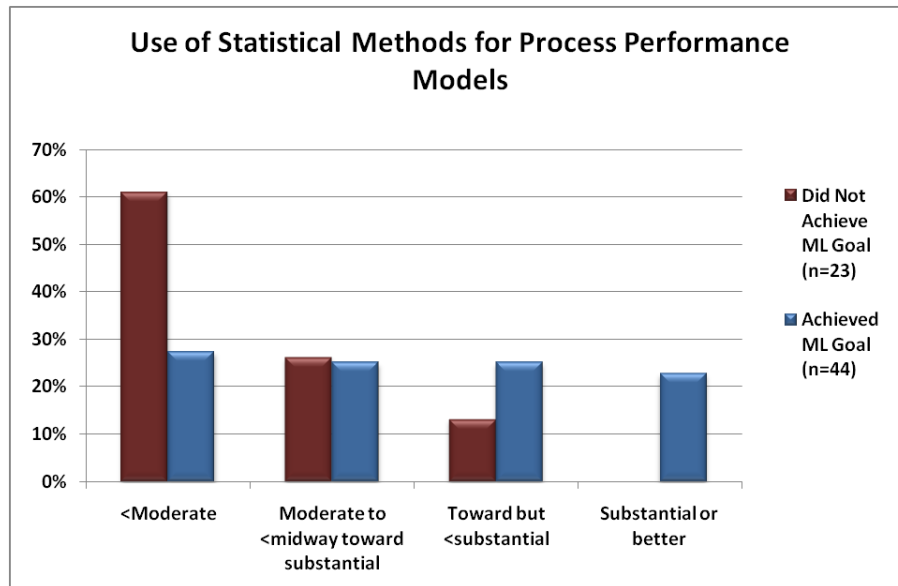 Use of Statistical Methods for Process Performance
Models
70%
60%
50%
40%
30%
20%
10%
0%
<Moderate
Moderate to
<midway toward
substantial
Toward but
<substantial
Substantial or
better
Did Not
Achieve
ML Goal
(n=23)
Achieved
ML Goal
(n=44)